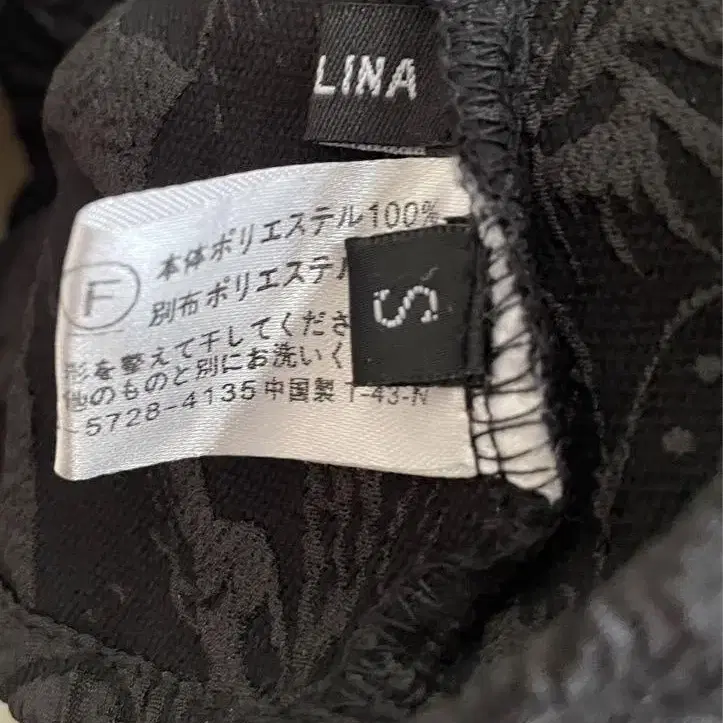 LINA
本体ポリエステル100%
F
別布ポリエステル
S
形を整えて干してくださ
他のものと別にお洗いく
5728-4135 中国製 T-43-N